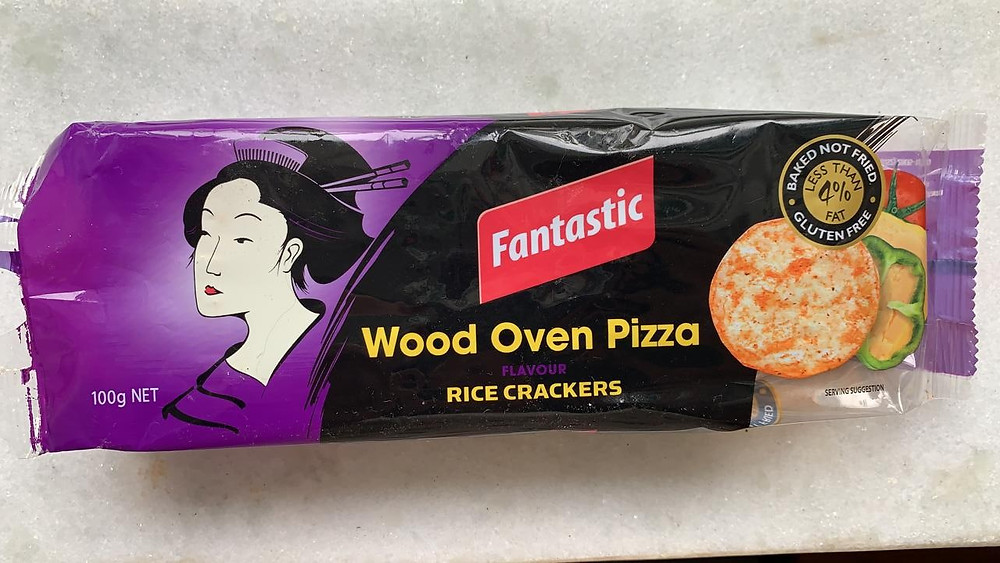 Fantastic
Wood Oven Pizza
FLAVOUR
RICE CRACKERS
100g NET
BAKED NOT FRIED
LESS THAN
4%
FAT
GLUTEN FREE
SERVING SUGGESTION